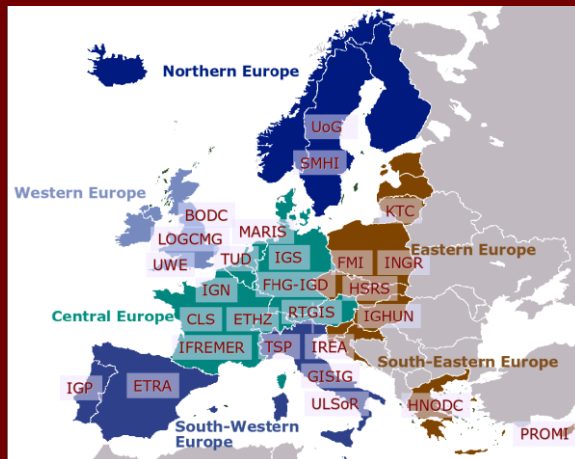 Northern Europe
UoG
SMHI
Western Europe
BODC
KTC
LOGCMG
MARIS
UWE
TUD
IGS
Eastern Europe
FMI
INGR
IGN
FHG-IGD
HSRS
Central Europe
CLS
ETHZ
RTGIS
IGHUN
IFREMER
TSP
IREA
South-Eastern Europe
IGP
ETRA
GISIG
ULSoR
HNODC
South-Western
Europe
PROMI